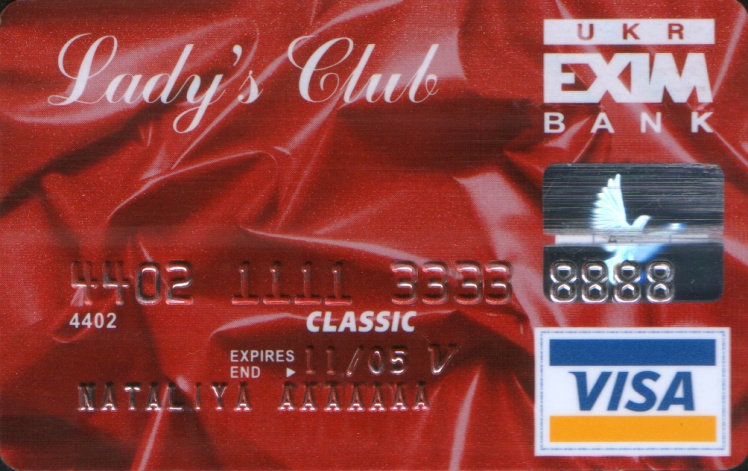 Lady's Club
UKR
EXIM
BANK
4402 1111 3333 8888
4402
CLASSIC
EXPIRES END ▶ 11/05 V
NATALIYA AAAAAAA
VISA